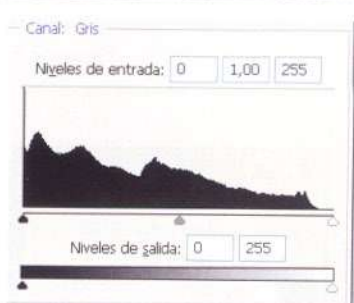 Canal: Gris
Niveles de entrada: 0 1,00 255
Niveles de salida: 0 255